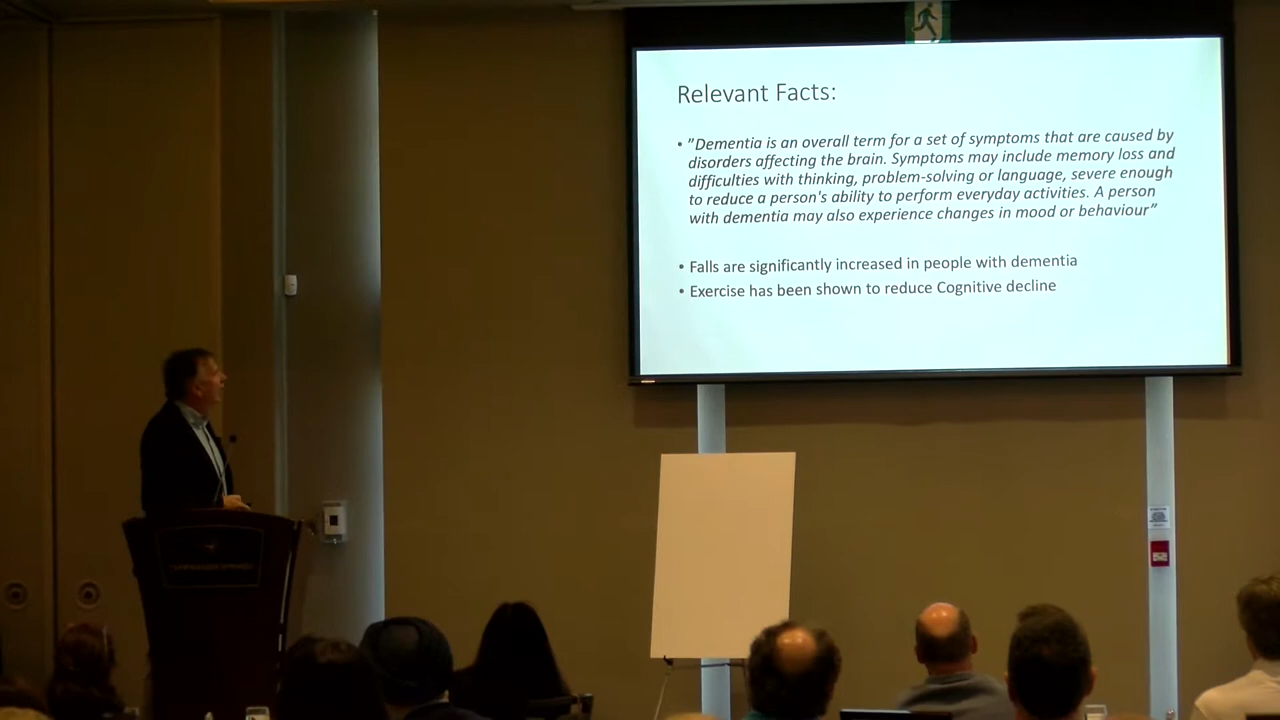 Relevant Facts:
• "Dementia is an overall term for a set of symptoms that are caused by
disorders affecting the brain. Symptoms may include memory loss and
difficulties with thinking, problem-solving or language, severe enough
to reduce a person's ability to perform everyday activities. A person
with dementia may also experience changes in mood or behaviour”
• Falls are significantly increased in people with dementia
• Exercise has been shown to reduce Cognitive decline